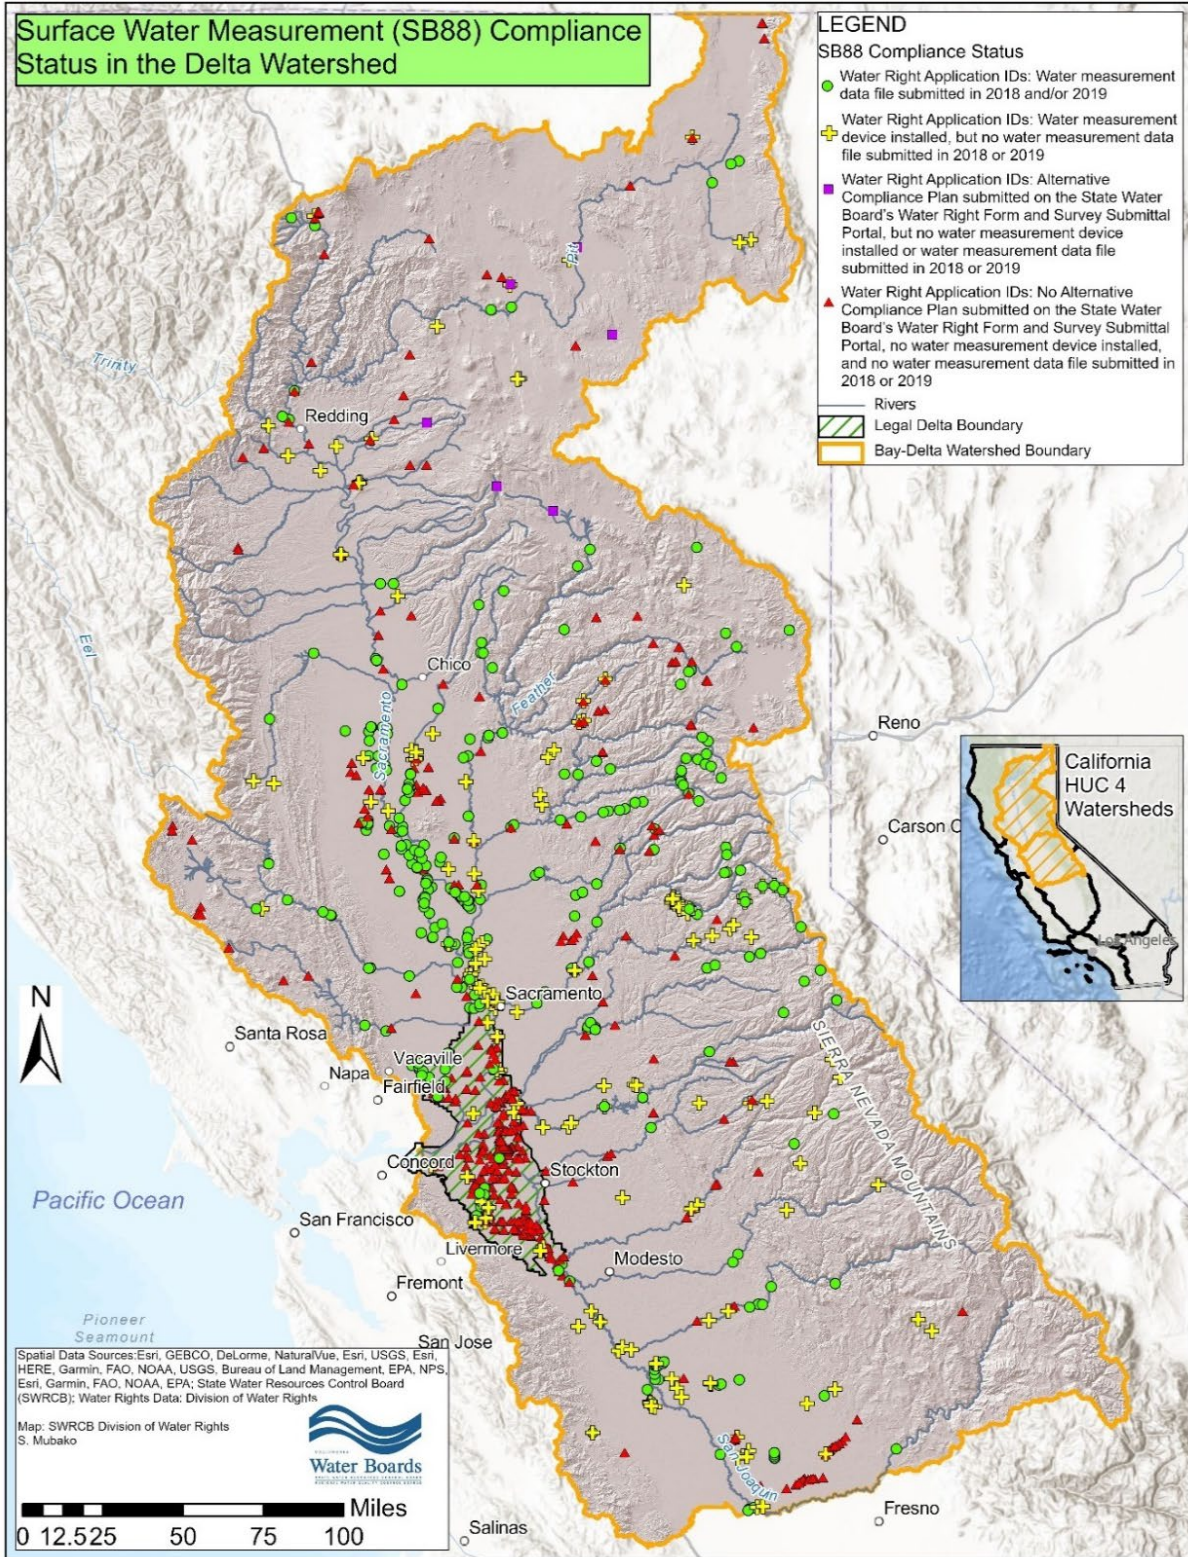 Surface Water Measurement (SB88) Compliance
Status in the Delta Watershed
LEGEND
SB88 Compliance Status
Water Right Application IDs: Water measurement
data file submitted in 2018 and/or 2019
Water Right Application IDs: Water measurement
device installed, but no water measurement data
file submitted in 2018 or 2019
Water Right Application IDs: Alternative
Compliance Plan submitted on the State Water
Board's Water Right Form and Survey Submittal
Portal, but no water measurement device
installed or water measurement data file
submitted in 2018 or 2019
Water Right Application IDs: No Alternative
Compliance Plan submitted on the State Water
Board's Water Right Form and Survey Submittal
Portal, no water measurement device installed,
and no water measurement data file submitted in
2018 or 2019
Rivers
Legal Delta Boundary
Bay-Delta Watershed Boundary
Pit
Trinity
Redding
Eel
Chico
Feather
Sacramento
Reno
California
HUC 4
Watersheds
Carson C
Los Angeles
N
Sacramento
Santa Rosa
Vacaville
Napa
Fairfield
SIERRA NEVADA MOUNTAINS
Concord
Stockton
Pacific Ocean
San Francisco
Livermore
Modesto
Fremont
Pioneer
Seamount
San Jose
Spatial Data Sources:Esri, GEBCO, DeLorme, NaturalVue, Esri, USGS, Esri,
HERE, Garmin, FAO, NOAA, USGS, Bureau of Land Management, EPA, NPS,
Esri, Garmin, FAO, NOAA, EPA; State Water Resources Control Board
(SWRCB); Water Rights Data: Division of Water Rights
Map: SWRCB Division of Water Rights
S. Mubako
Water Boards
San Joaquin
Miles
0 12.5 25 50 75 100
Fresno
Salinas